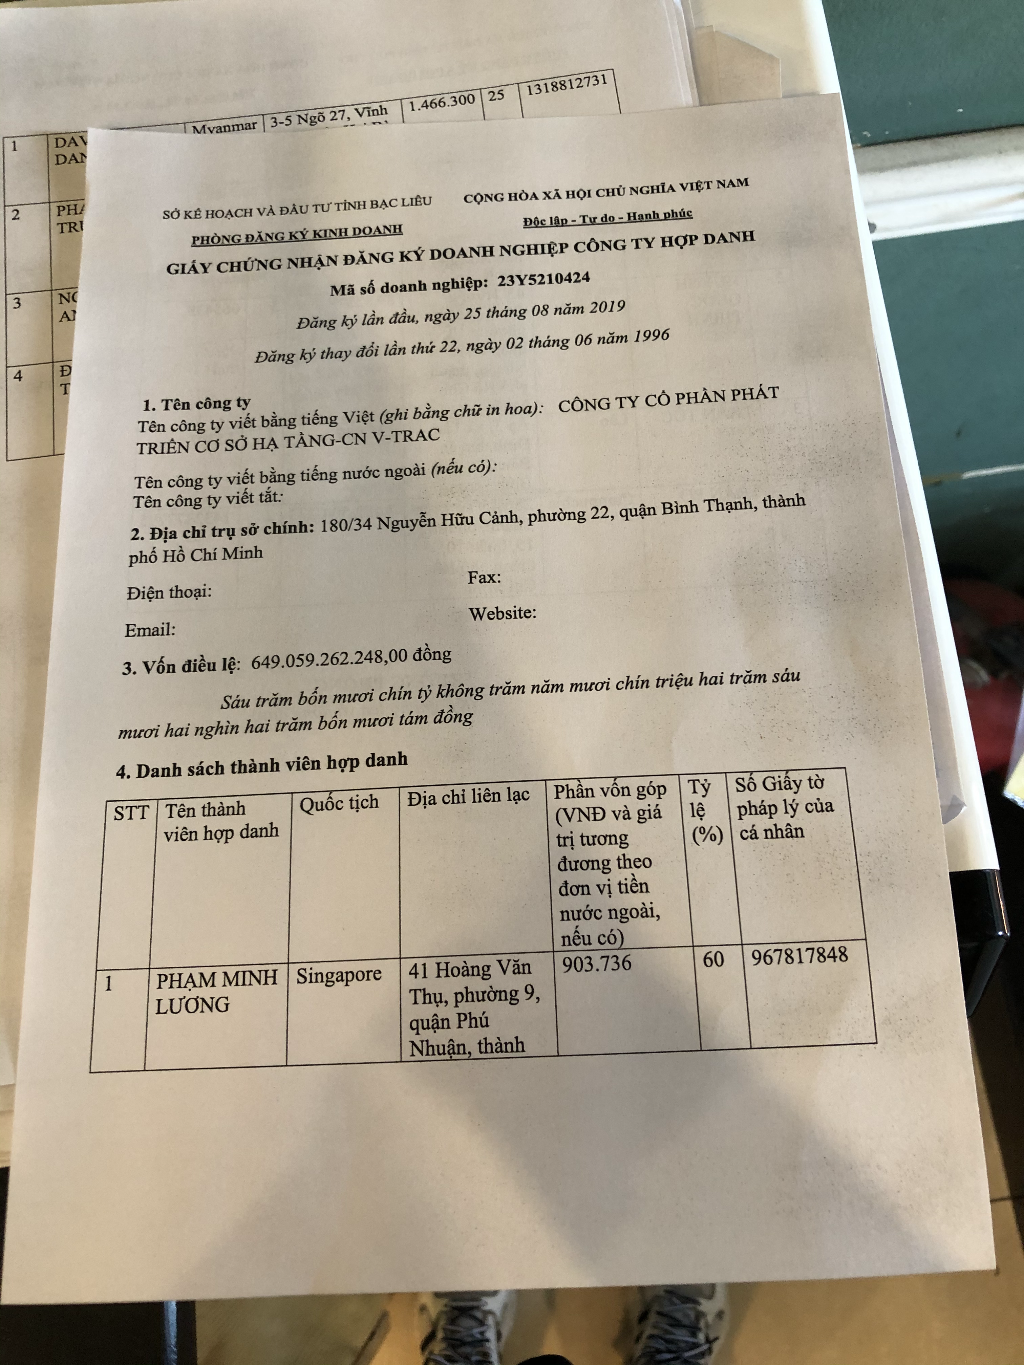 1.466.300 25 1318812731
Myanmar 3-5 Ngõ 27, Vĩnh
1 DAV
DAN
2 PHẠ
TRU
3 NG
AN
4 Đ
T
SỞ KẾ HOẠCH VÀ ĐẦU TƯ TỈNH BẠC LIÊU CỘNG HÒA XÃ HỘI CHỦ NGHĨA VIỆT NAM
PHÒNG ĐĂNG KÝ KINH DOANH Độc lập - Tự do - Hạnh phúc
GIẤY CHỨNG NHẬN ĐĂNG KÝ DOANH NGHIỆP CÔNG TY HỢP DANH
Mã số doanh nghiệp: 23Y5210424
Đăng ký lần đầu, ngày 25 tháng 08 năm 2019
Đăng ký thay đổi lần thứ 22, ngày 02 tháng 06 năm 1996
1. Tên công ty
Tên công ty viết bằng tiếng Việt (ghi bằng chữ in hoa): CÔNG TY CỔ PHẦN PHÁT
TRIỂN CƠ SỞ HẠ TẦNG-CN V-TRAC
Tên công ty viết bằng tiếng nước ngoài (nếu có):
Tên công ty viết tắt:
2. Địa chỉ trụ sở chính: 180/34 Nguyễn Hữu Cảnh, phường 22, quận Bình Thạnh, thành
phố Hồ Chí Minh
Điện thoại: Fax:
Email: Website:
3. Vốn điều lệ: 649.059.262.248,00 đồng
Sáu trăm bốn mươi chín tỷ không trăm năm mươi chín triệu hai trăm sáu
mươi hai nghìn hai trăm bốn mươi tám đồng
4. Danh sách thành viên hợp danh
STT Tên thành Quốc tịch Địa chỉ liên lạc Phần vốn góp Tỷ Số Giấy tờ
viên hợp danh (VNĐ và giá lệ pháp lý của
trị tương (%) cá nhân
đương theo
đơn vị tiền
nước ngoài,
nếu có)
1 PHẠM MINH Singapore 41 Hoàng Văn 903.736 60 967817848
LƯƠNG Thụ, phường 9,
quận Phú
Nhuận, thành